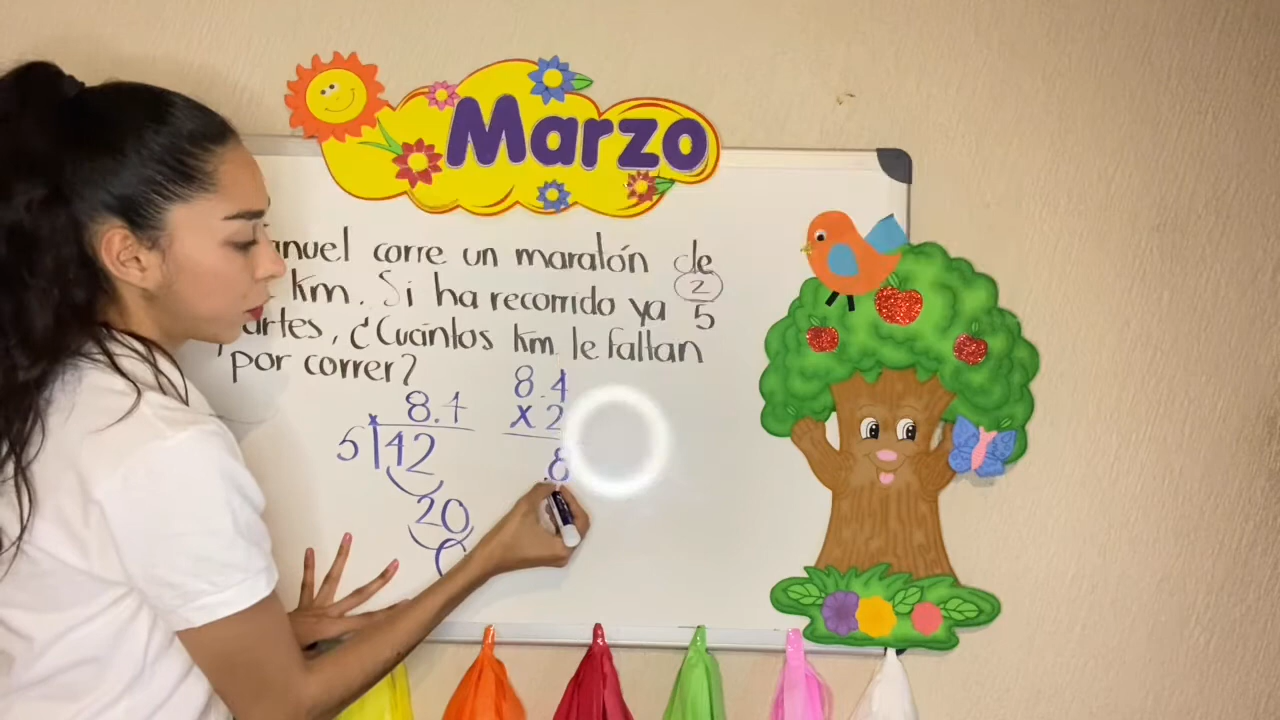 Marzo
anuel corre un maratón de
km. Si ha recorrido ya 2
artes, ¿Cuántos km le faltan 5
por correr?
8.4
8.4
x 2
5 42
.8
20
0